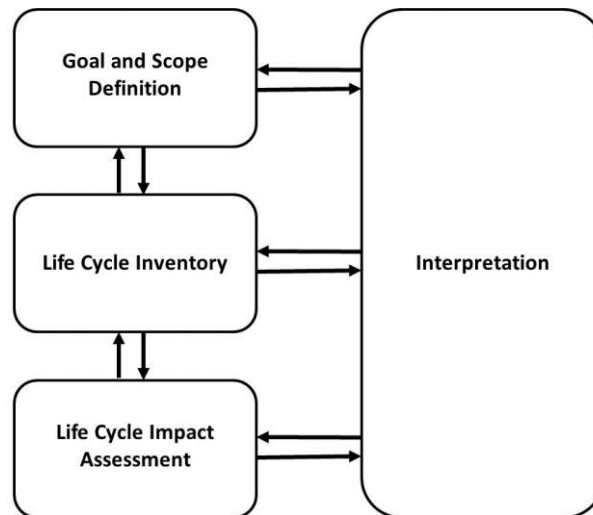 Goal and Scope
Definition
Life Cycle Inventory
Interpretation
Life Cycle Impact
Assessment